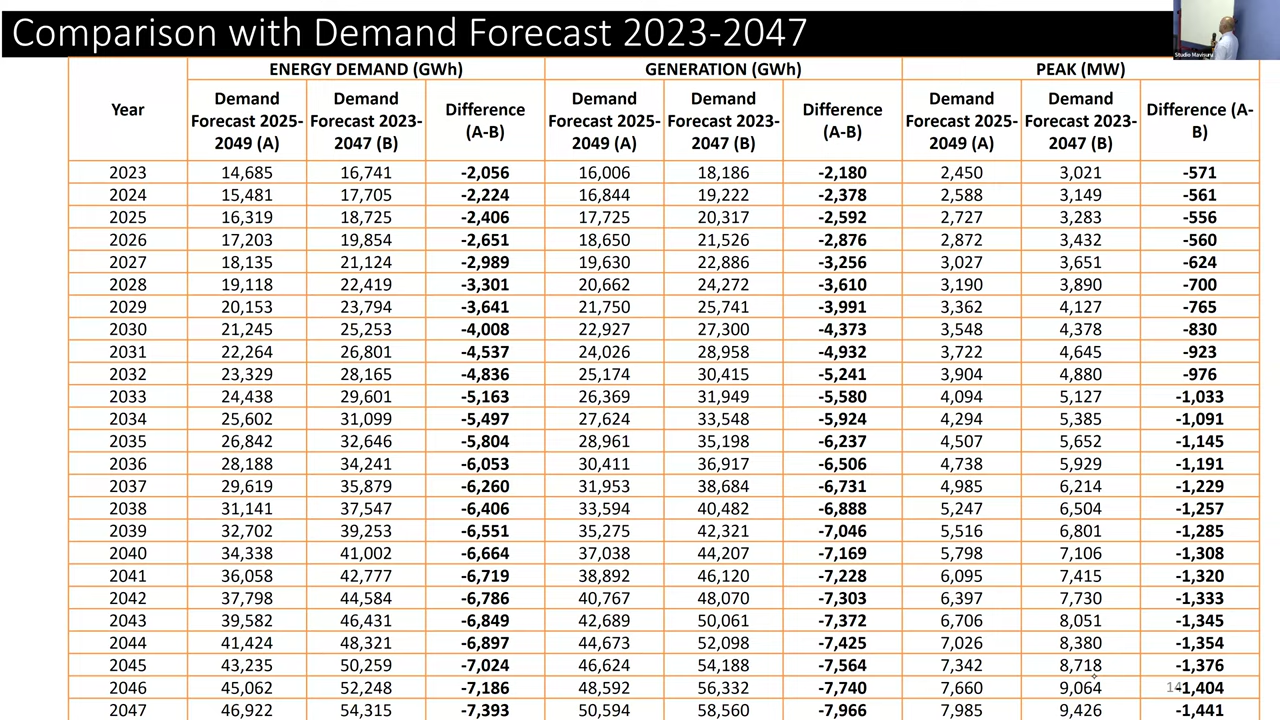 Comparison with Demand Forecast 2023-2047
Studio Mavisuru
ENERGY DEMAND (GWh) GENERATION (GWh) PEAK (MW)
Year Demand Forecast 2025-2049 (A) Demand Forecast 2023-2047 (B) Difference (A-B) Demand Forecast 2025-2049 (A) Demand Forecast 2023-2047 (B) Difference (A-B) Demand Forecast 2025-2049 (A) Demand Forecast 2023-2047 (B) Difference (A-B)
2023 14,685 16,741 -2,056 16,006 18,186 -2,180 2,450 3,021 -571
2024 15,481 17,705 -2,224 16,844 19,222 -2,378 2,588 3,149 -561
2025 16,319 18,725 -2,406 17,725 20,317 -2,592 2,727 3,283 -556
2026 17,203 19,854 -2,651 18,650 21,526 -2,876 2,872 3,432 -560
2027 18,135 21,124 -2,989 19,630 22,886 -3,256 3,027 3,651 -624
2028 19,118 22,419 -3,301 20,662 24,272 -3,610 3,190 3,890 -700
2029 20,153 23,794 -3,641 21,750 25,741 -3,991 3,362 4,127 -765
2030 21,245 25,253 -4,008 22,927 27,300 -4,373 3,548 4,378 -830
2031 22,264 26,801 -4,537 24,026 28,958 -4,932 3,722 4,645 -923
2032 23,329 28,165 -4,836 25,174 30,415 -5,241 3,904 4,880 -976
2033 24,438 29,601 -5,163 26,369 31,949 -5,580 4,094 5,127 -1,033
2034 25,602 31,099 -5,497 27,624 33,548 -5,924 4,294 5,385 -1,091
2035 26,842 32,646 -5,804 28,961 35,198 -6,237 4,507 5,652 -1,145
2036 28,188 34,241 -6,053 30,411 36,917 -6,506 4,738 5,929 -1,191
2037 29,619 35,879 -6,260 31,953 38,684 -6,731 4,985 6,214 -1,229
2038 31,141 37,547 -6,406 33,594 40,482 -6,888 5,247 6,504 -1,257
2039 32,702 39,253 -6,551 35,275 42,321 -7,046 5,516 6,801 -1,285
2040 34,338 41,002 -6,664 37,038 44,207 -7,169 5,798 7,106 -1,308
2041 36,058 42,777 -6,719 38,892 46,120 -7,228 6,095 7,415 -1,320
2042 37,798 44,584 -6,786 40,767 48,070 -7,303 6,397 7,730 -1,333
2043 39,582 46,431 -6,849 42,689 50,061 -7,372 6,706 8,051 -1,345
2044 41,424 48,321 -6,897 44,673 52,098 -7,425 7,026 8,380 -1,354
2045 43,235 50,259 -7,024 46,624 54,188 -7,564 7,342 8,718 -1,376
2046 45,062 52,248 -7,186 48,592 56,332 -7,740 7,660 9,064 -1,404
2047 46,922 54,315 -7,393 50,594 58,560 -7,966 7,985 9,426 -1,441